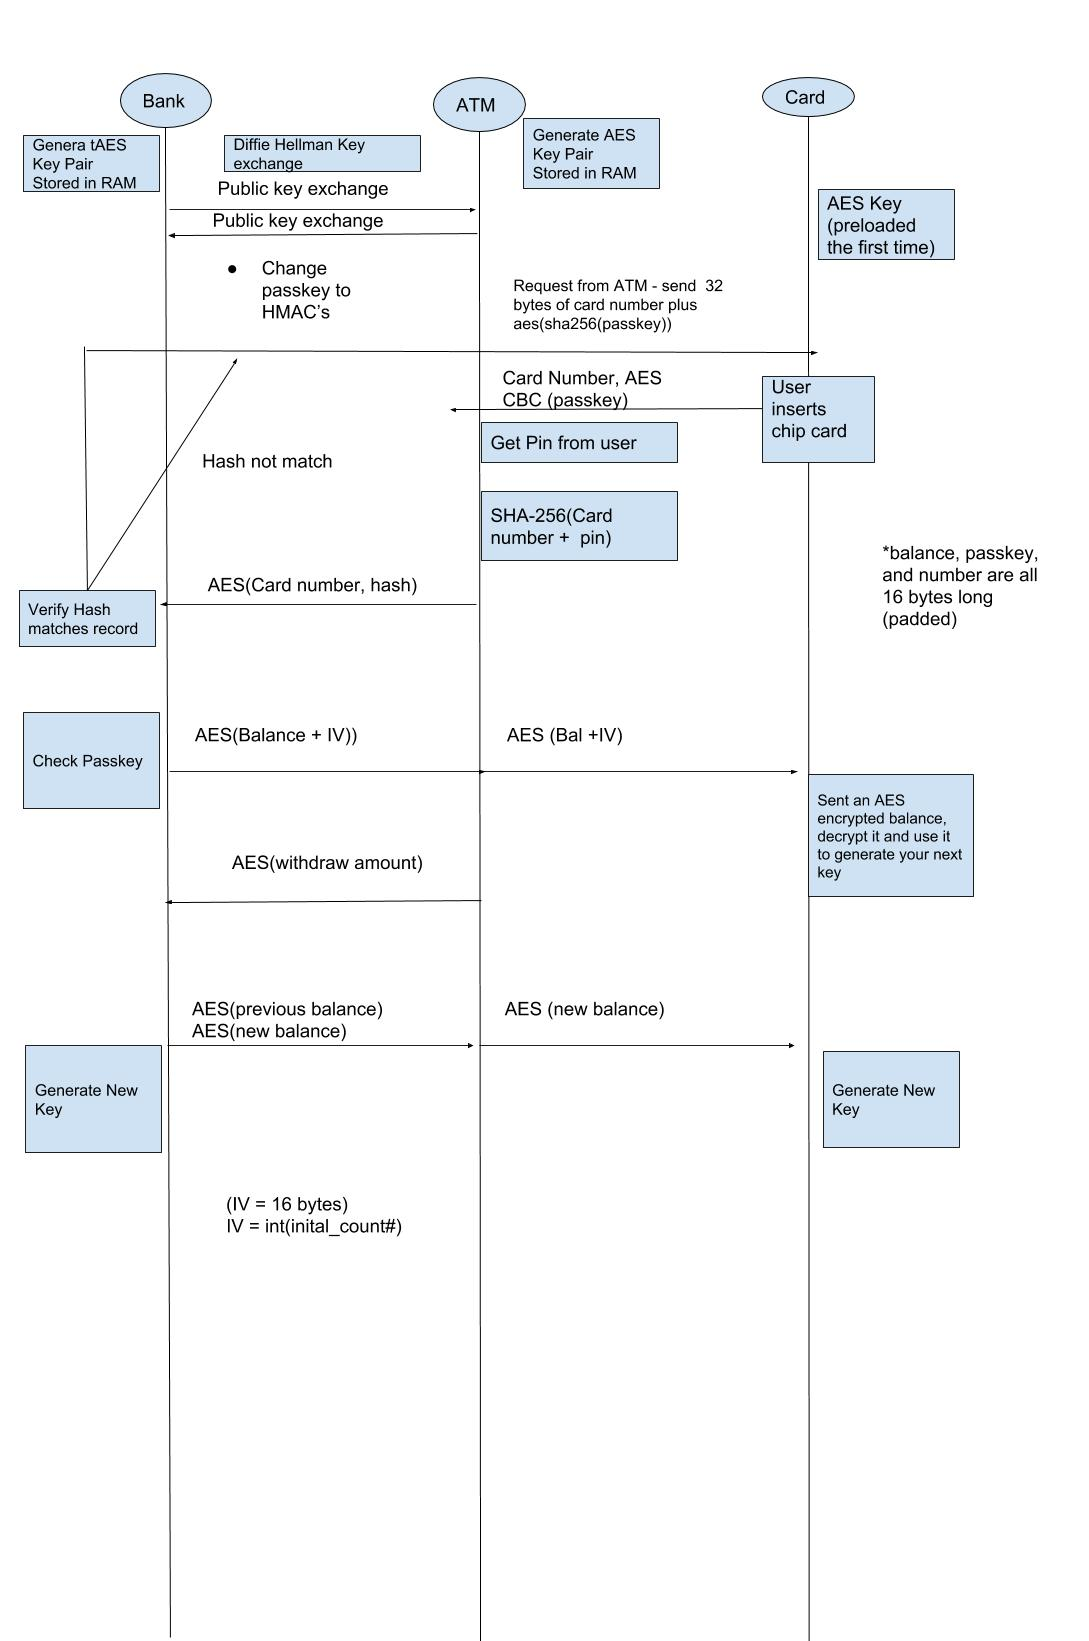 Bank
ATM
Card
Genera tAES
Key Pair
Stored in RAM
Diffie Hellman Key
exchange
Generate AES
Key Pair
Stored in RAM
Public key exchange
Public key exchange
AES Key
(preloaded
the first time)
● Change
passkey to
HMAC's
Request from ATM - send 32
bytes of card number plus
aes(sha256(passkey))
Card Number, AES
CBC (passkey)
User
inserts
chip card
Get Pin from user
Hash not match
SHA-256(Card
number + pin)
*balance, passkey,
and number are all
16 bytes long
(padded)
AES(Card number, hash)
Verify Hash
matches record
AES(Balance + IV))
AES (Bal +IV)
Check Passkey
Sent an AES
encrypted balance,
decrypt it and use it
to generate your next
key
AES(withdraw amount)
AES(previous balance)
AES(new balance)
AES (new balance)
Generate New
Key
Generate New
Key
(IV = 16 bytes)
IV = int(inital_count#)